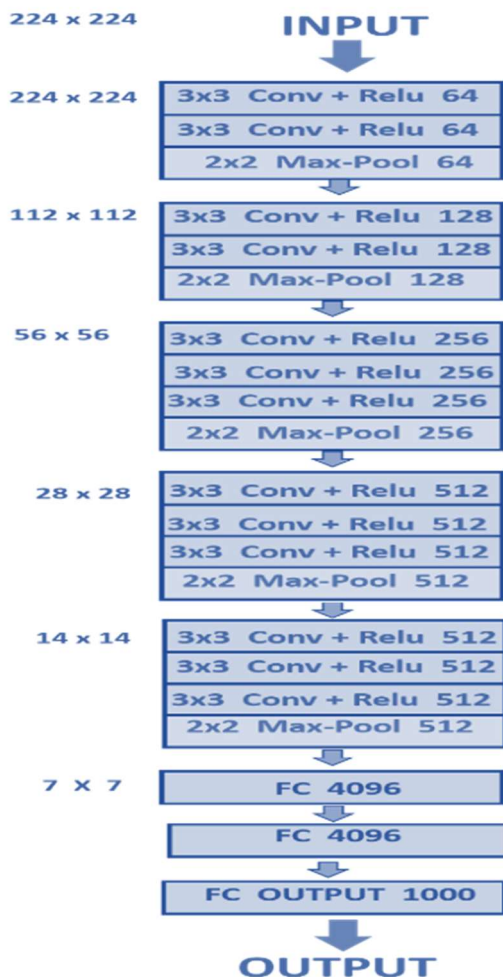 224 x 224 INPUT
224 x 224 3x3 Conv + Relu 64
3x3 Conv + Relu 64
2x2 Max-Pool 64
112 x 112 3x3 Conv + Relu 128
3x3 Conv + Relu 128
2x2 Max-Pool 128
56 x 56 3x3 Conv + Relu 256
3x3 Conv + Relu 256
3x3 Conv + Relu 256
2x2 Max-Pool 256
28 x 28 3x3 Conv + Relu 512
3x3 Conv + Relu 512
3x3 Conv + Relu 512
2x2 Max-Pool 512
14 x 14 3x3 Conv + Relu 512
3x3 Conv + Relu 512
3x3 Conv + Relu 512
2x2 Max-Pool 512
7 X 7 FC 4096
FC 4096
FC OUTPUT 1000
OUTPUT